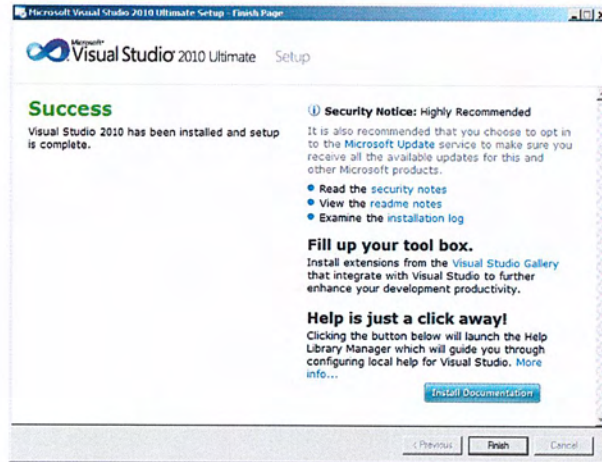 Microsoft Visual Studio 2010 Ultimate Setup - Finish Page
Microsoft
Visual Studio 2010 Ultimate Setup
Success
Visual Studio 2010 has been installed and setup
is complete.
Security Notice: Highly Recommended
It is also recommended that you choose to opt in
to the Microsoft Update service to make sure you
receive all the available updates for this and
other Microsoft products.
Read the security notes
View the readme notes
Examine the installation log
Fill up your tool box.
Install extensions from the Visual Studio Gallery
that integrate with Visual Studio to further
enhance your development productivity.
Help is just a click away!
Clicking the button below will launch the Help
Library Manager which will guide you through
configuring local help for Visual Studio. More
info...
Install Documentation
< Previous
Finish
Cancel